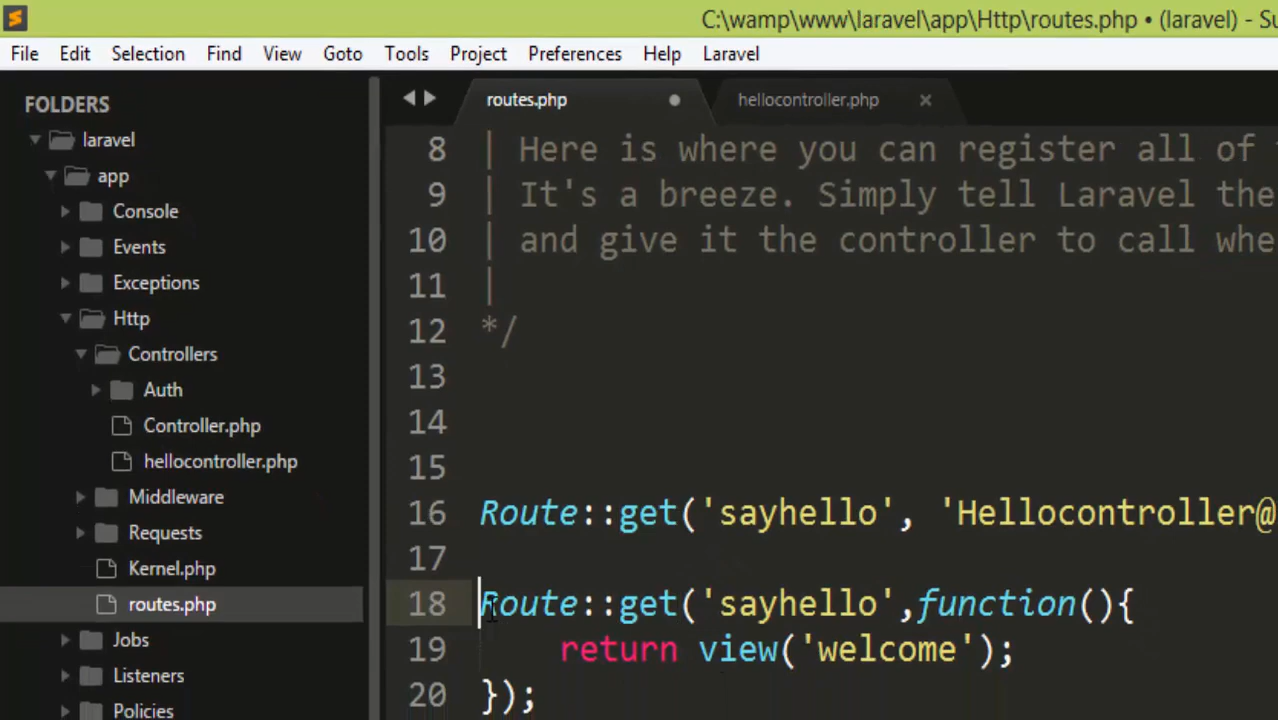 C:\wamp\www\laravel\app\Http\routes.php • (laravel) - Su
File Edit Selection Find View Goto Tools Project Preferences Help Laravel
FOLDERS
laravel
app
Console
Events
Exceptions
Http
Controllers
Auth
Controller.php
hellocontroller.php
Middleware
Requests
Kernel.php
routes.php
Jobs
Listeners
Policies
routes.php hellocontroller.php
8 | Here is where you can register all of
9 | It's a breeze. Simply tell Laravel the
10 | and give it the controller to call whe
11 |
12 */
13
14
15
16 Route::get('sayhello', 'Hellocontroller@
17
18 Route::get('sayhello',function(){
19 return view('welcome');
20 });